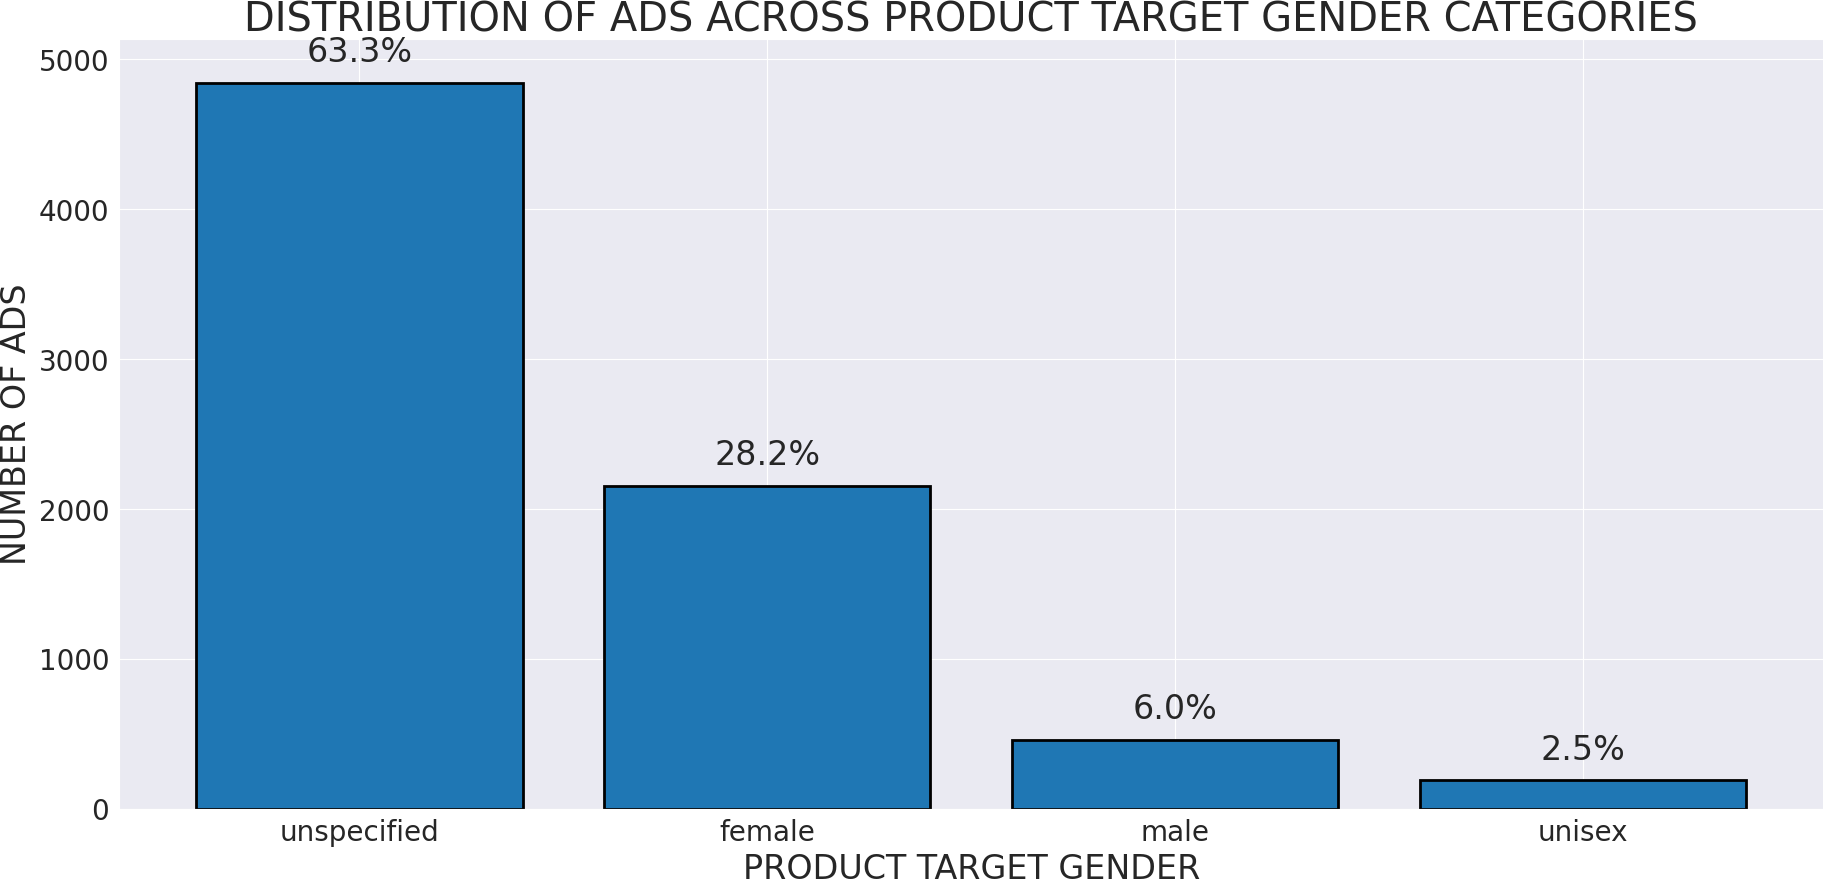 DISTRIBUTION OF ADS ACROSS PRODUCT TARGET GENDER CATEGORIES
63.3%
28.2%
6.0%
2.5%
5000
4000
3000
2000
1000
0
NUMBER OF ADS
unspecified female male unisex
PRODUCT TARGET GENDER